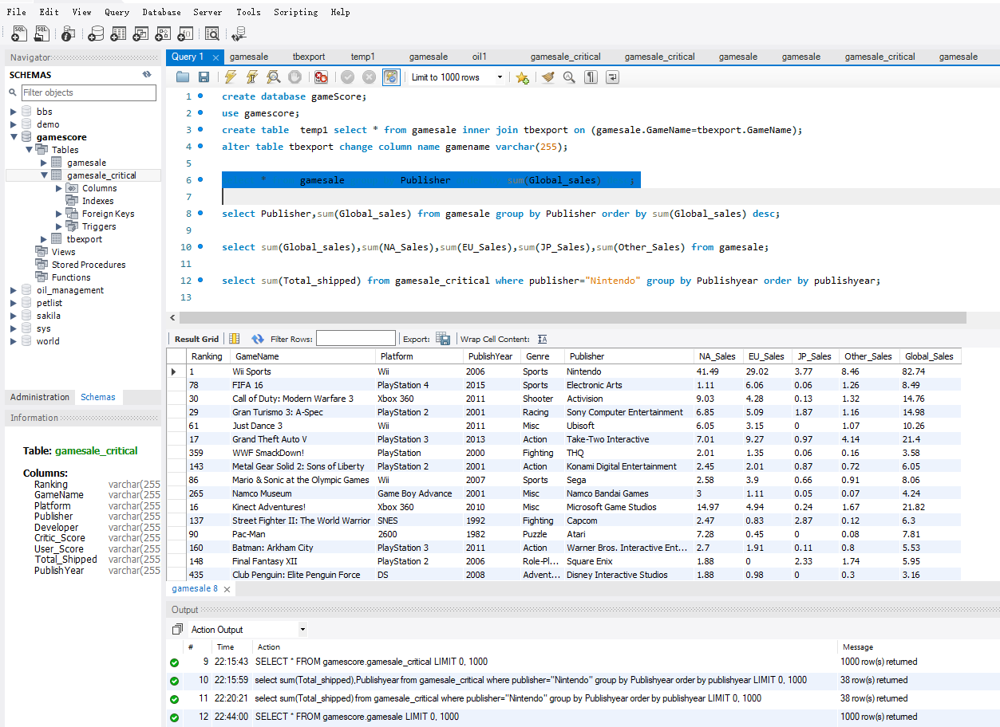 File Edit View Query Database Server Tools Scripting Help
Navigator
SCHEMAS
Filter objects
bbs
demo
gamescore
Tables
gamesale
gamesale_critical
Columns
Indexes
Foreign Keys
Triggers
tbexport
Views
Stored Procedures
Functions
oil_management
petlist
sakila
sys
world
Administration Schemas
Information
Table: gamesale_critical
Columns:
Ranking varchar(255
GameName varchar(255
Platform varchar(255
Publisher varchar(255
Developer varchar(255
Critic_Score varchar(255
User_Score varchar(255
Total_Shipped varchar(255
PublishYear varchar(255
Query 1 gamesale tbexport temp1 gamesale oil1 gamesale_critical gamesale_critical gamesale gamesale gamesale_critical gamesale
Limit to 1000 rows
1 create database gameScore;
2 use gamescore;
3 create table temp1 select * from gamesale inner join tbexport on (gamesale.GameName=tbexport.GameName);
4 alter table tbexport change column name gamename varchar(255);
5
6 * gamesale Publisher sum(Global_sales) ;
7
8 select Publisher,sum(Global_sales) from gamesale group by Publisher order by sum(Global_sales) desc;
9
10 select sum(Global_sales),sum(NA_Sales),sum(EU_Sales),sum(JP_Sales),sum(Other_Sales) from gamesale;
11
12 select sum(Total_shipped) from gamesale_critical where publisher="Nintendo" group by Publishyear order by publishyear;
13
Result Grid Filter Rows: Export: Wrap Cell Content:
Ranking GameName Platform PublishYear Genre Publisher NA_Sales EU_Sales JP_Sales Other_Sales Global_Sales
1 Wii Sports Wii 2006 Sports Nintendo 41.49 29.02 3.77 8.46 82.74
78 FIFA 16 PlayStation 4 2015 Sports Electronic Arts 1.11 6.06 0.06 1.26 8.49
30 Call of Duty: Modern Warfare 3 Xbox 360 2011 Shooter Activision 9.03 4.28 0.13 1.32 14.76
29 Gran Turismo 3: A-Spec PlayStation 2 2001 Racing Sony Computer Entertainment 6.85 5.09 1.87 1.16 14.98
61 Just Dance 3 Wii 2011 Misc Ubisoft 6.05 3.15 0 1.07 10.26
17 Grand Theft Auto V PlayStation 3 2013 Action Take-Two Interactive 7.01 9.27 0.97 4.14 21.4
359 WWF SmackDown! PlayStation 2000 Fighting THQ 2.01 1.35 0.06 0.16 3.58
143 Metal Gear Solid 2: Sons of Liberty PlayStation 2 2001 Action Konami Digital Entertainment 2.45 2.01 0.87 0.72 6.05
86 Mario & Sonic at the Olympic Games Wii 2007 Sports Sega 2.58 3.9 0.66 0.91 8.06
265 Namco Museum Game Boy Advance 2001 Misc Namco Bandai Games 3 1.11 0.05 0.07 4.24
16 Kinect Adventures! Xbox 360 2010 Misc Microsoft Game Studios 14.97 4.94 0.24 1.67 21.82
137 Street Fighter II: The World Warrior SNES 1992 Fighting Capcom 2.47 0.83 2.87 0.12 6.3
90 Pac-Man 2600 1982 Puzzle Atari 7.28 0.45 0 0.08 7.81
160 Batman: Arkham City PlayStation 3 2011 Action Warner Bros. Interactive Ent... 2.7 1.91 0.11 0.8 5.53
148 Final Fantasy XII PlayStation 2 2006 Role-Pl... Square Enix 1.88 0 2.33 1.74 5.95
435 Club Penguin: Elite Penguin Force DS 2008 Advent... Disney Interactive Studios 1.88 0.98 0 0.3 3.16
gamesale 8
Output
Action Output
# Time Action Message
9 22:15:43 SELECT * FROM gamescore.gamesale_critical LIMIT 0, 1000 1000 row(s) returned
10 22:15:59 select sum(Total_shipped),Publishyear from gamesale_critical where publisher="Nintendo" group by Publishyear order by publishyear LIMIT 0, 1000 38 row(s) returned
11 22:20:21 select sum(Total_shipped) from gamesale_critical where publisher="Nintendo" group by Publishyear order by publishyear LIMIT 0, 1000 38 row(s) returned
12 22:44:00 SELECT * FROM gamescore.gamesale LIMIT 0, 1000 1000 row(s) returned